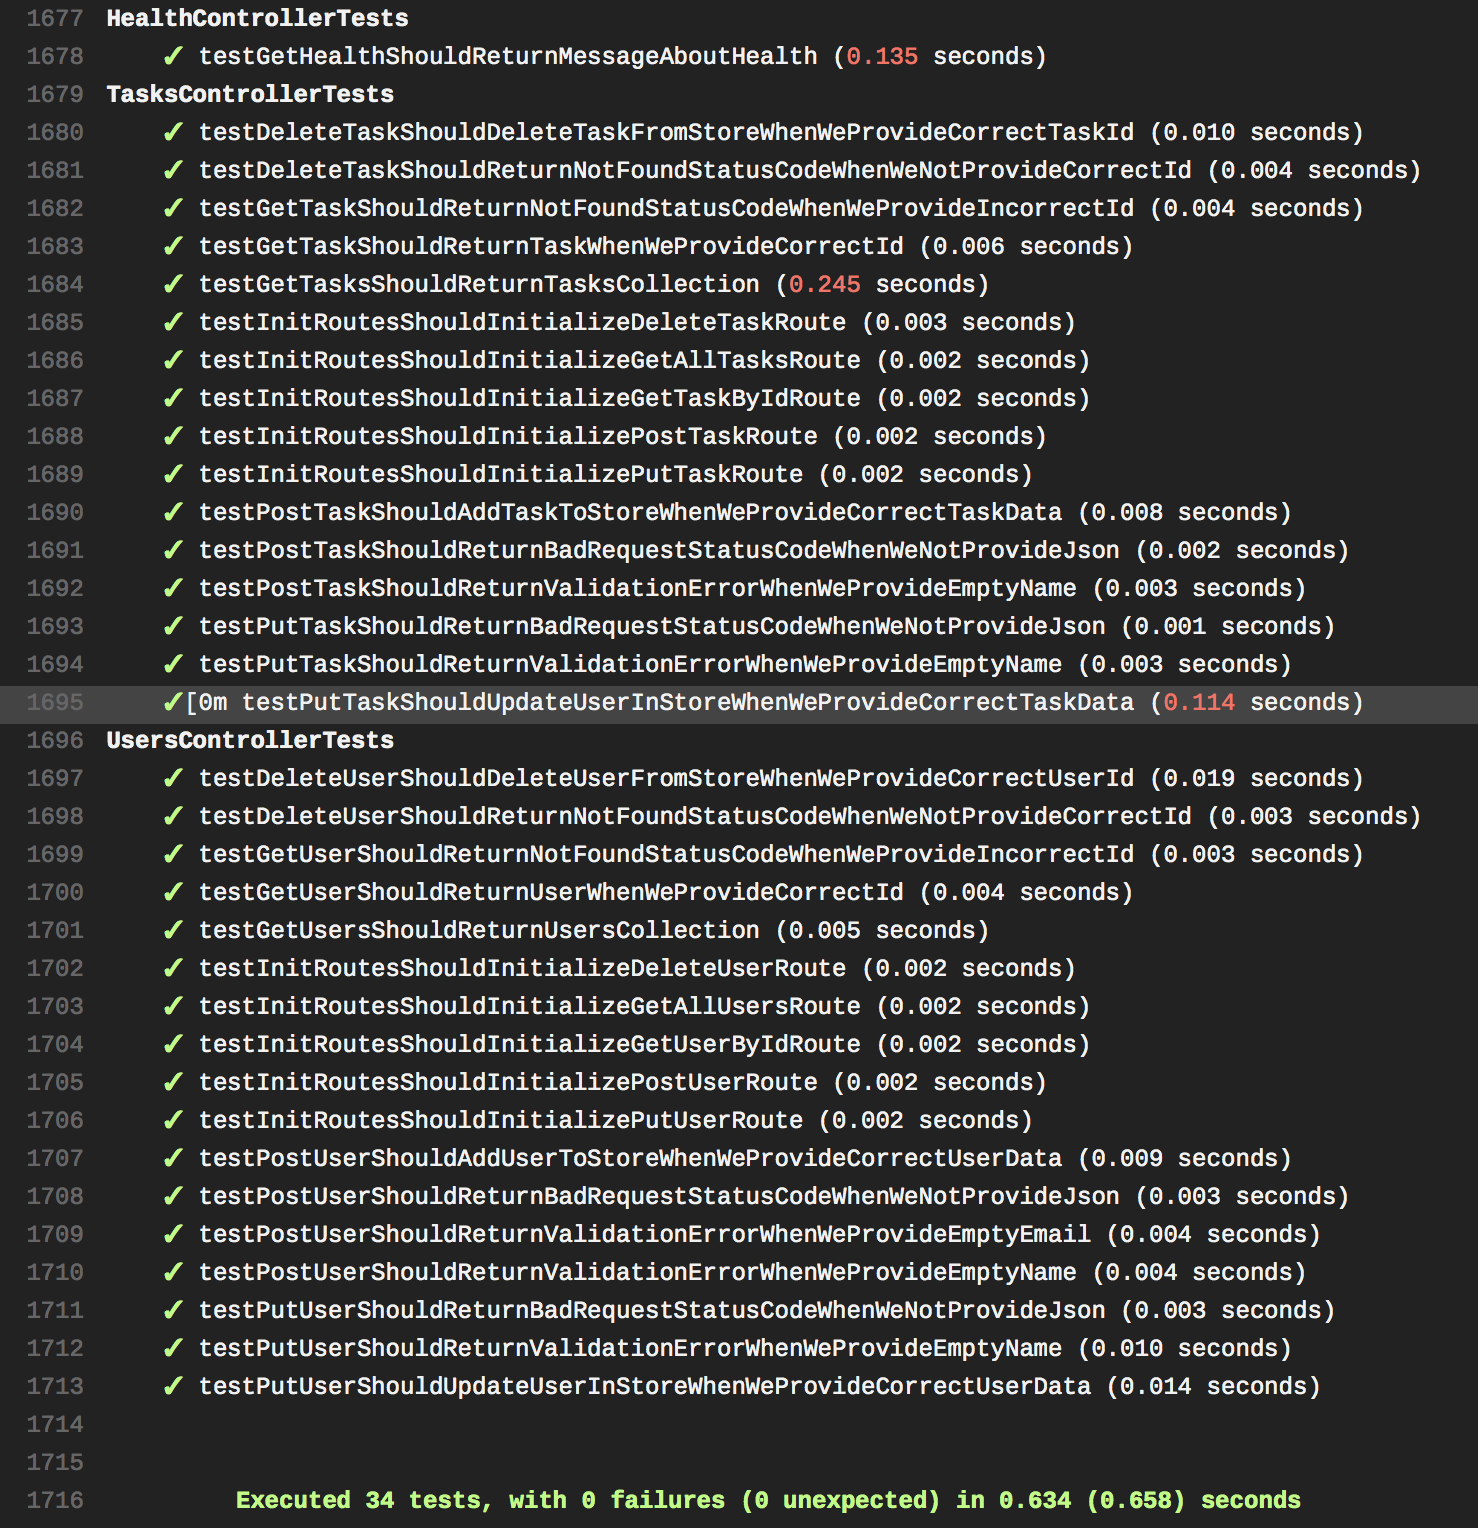 1677 HealthControllerTests
1678 ✓ testGetHealthShouldReturnMessageAboutHealth (0.135 seconds)
1679 TasksControllerTests
1680 ✓ testDeleteTaskShouldDeleteTaskFromStoreWhenWeProvideCorrectTaskId (0.010 seconds)
1681 ✓ testDeleteTaskShouldReturnNotFoundStatusCodeWhenWeNotProvideCorrectId (0.004 seconds)
1682 ✓ testGetTaskShouldReturnNotFoundStatusCodeWhenWeProvideIncorrectId (0.004 seconds)
1683 ✓ testGetTaskShouldReturnTaskWhenWeProvideCorrectId (0.006 seconds)
1684 ✓ testGetTasksShouldReturnTasksCollection (0.245 seconds)
1685 ✓ testInitRoutesShouldInitializeDeleteTaskRoute (0.003 seconds)
1686 ✓ testInitRoutesShouldInitializeGetAllTasksRoute (0.002 seconds)
1687 ✓ testInitRoutesShouldInitializeGetTaskByIdRoute (0.002 seconds)
1688 ✓ testInitRoutesShouldInitializePostTaskRoute (0.002 seconds)
1689 ✓ testInitRoutesShouldInitializePutTaskRoute (0.002 seconds)
1690 ✓ testPostTaskShouldAddTaskToStoreWhenWeProvideCorrectTaskData (0.008 seconds)
1691 ✓ testPostTaskShouldReturnBadRequestStatusCodeWhenWeNotProvideJson (0.002 seconds)
1692 ✓ testPostTaskShouldReturnValidationErrorWhenWeProvideEmptyName (0.003 seconds)
1693 ✓ testPutTaskShouldReturnBadRequestStatusCodeWhenWeNotProvideJson (0.001 seconds)
1694 ✓ testPutTaskShouldReturnValidationErrorWhenWeProvideEmptyName (0.003 seconds)
1695 ✓[0m testPutTaskShouldUpdateUserInStoreWhenWeProvideCorrectTaskData (0.114 seconds)
1696 UsersControllerTests
1697 ✓ testDeleteUserShouldDeleteUserFromStoreWhenWeProvideCorrectUserId (0.019 seconds)
1698 ✓ testDeleteUserShouldReturnNotFoundStatusCodeWhenWeNotProvideCorrectId (0.003 seconds)
1699 ✓ testGetUserShouldReturnNotFoundStatusCodeWhenWeProvideIncorrectId (0.003 seconds)
1700 ✓ testGetUserShouldReturnUserWhenWeProvideCorrectId (0.004 seconds)
1701 ✓ testGetUsersShouldReturnUsersCollection (0.005 seconds)
1702 ✓ testInitRoutesShouldInitializeDeleteUserRoute (0.002 seconds)
1703 ✓ testInitRoutesShouldInitializeGetAllUsersRoute (0.002 seconds)
1704 ✓ testInitRoutesShouldInitializeGetUserByIdRoute (0.002 seconds)
1705 ✓ testInitRoutesShouldInitializePostUserRoute (0.002 seconds)
1706 ✓ testInitRoutesShouldInitializePutUserRoute (0.002 seconds)
1707 ✓ testPostUserShouldAddUserToStoreWhenWeProvideCorrectUserData (0.009 seconds)
1708 ✓ testPostUserShouldReturnBadRequestStatusCodeWhenWeNotProvideJson (0.003 seconds)
1709 ✓ testPostUserShouldReturnValidationErrorWhenWeProvideEmptyEmail (0.004 seconds)
1710 ✓ testPostUserShouldReturnValidationErrorWhenWeProvideEmptyName (0.004 seconds)
1711 ✓ testPutUserShouldReturnBadRequestStatusCodeWhenWeNotProvideJson (0.003 seconds)
1712 ✓ testPutUserShouldReturnValidationErrorWhenWeProvideEmptyName (0.010 seconds)
1713 ✓ testPutUserShouldUpdateUserInStoreWhenWeProvideCorrectUserData (0.014 seconds)
1714
1715
1716 Executed 34 tests, with 0 failures (0 unexpected) in 0.634 (0.658) seconds